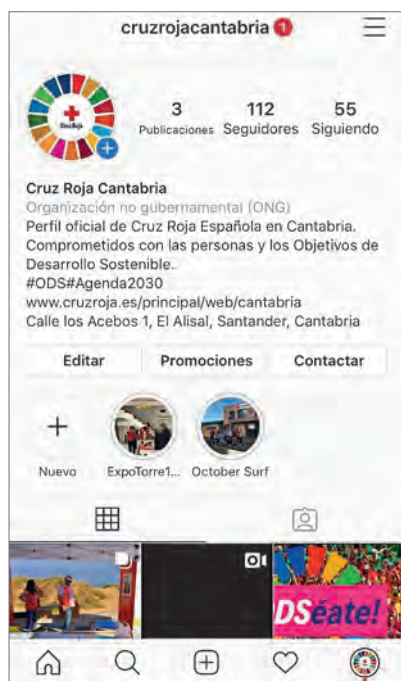 cruzrojacantabria 1
3 112 55
Publicaciones Seguidores Siguiendo
Cruz Roja
Cruz Roja Cantabria
Organización no gubernamental (ONG)
Perfil oficial de Cruz Roja Española en Cantabria.
Comprometidos con las personas y los Objetivos de
Desarrollo Sostenible.
#ODS#Agenda2030
www.cruzroja.es/principal/web/cantabria
Calle los Acebos 1, El Alisal, Santander, Cantabria
Editar Promociones Contactar
Nuevo ExpoTorre1... October Surf
DSéate!